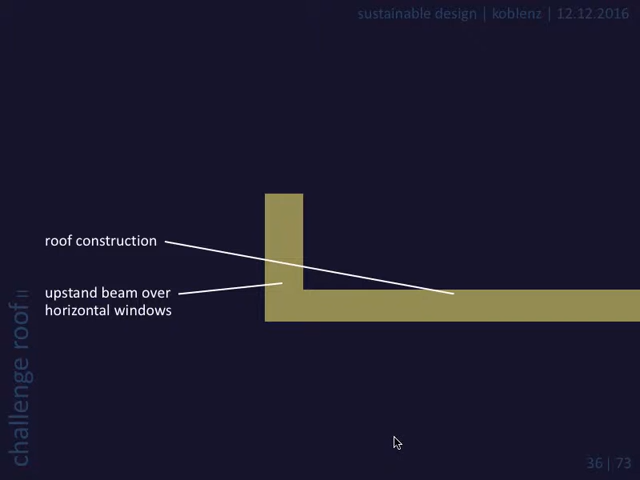 sustainable design | koblenz | 12.12.2016
roof construction
upstand beam over
horizontal windows
challenge roof II
36 | 73